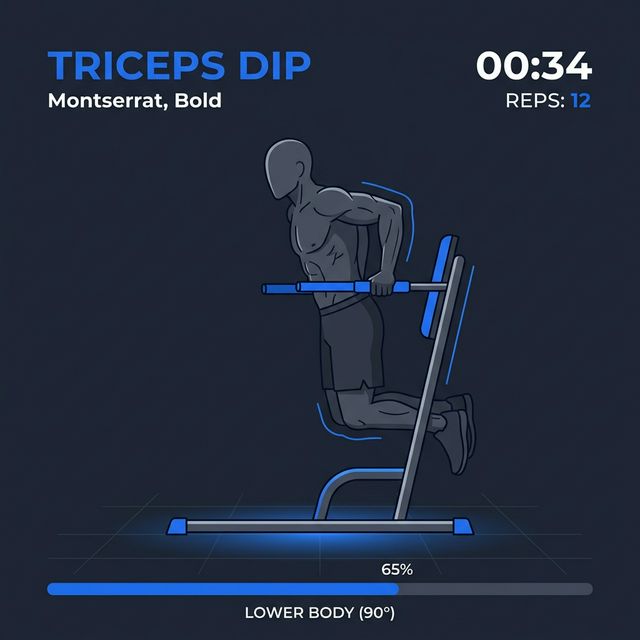 TRICEPS DIP
Montserrat, Bold
00:34
REPS: 12
65%
LOWER BODY (90°)